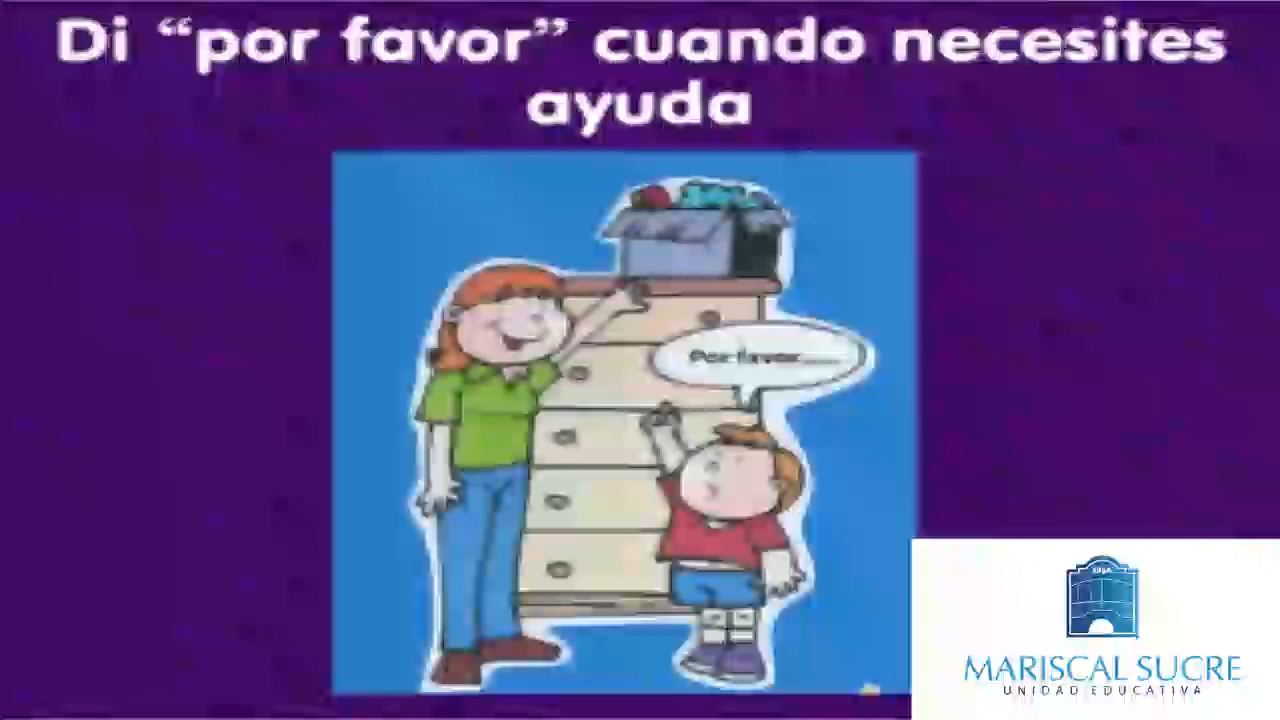 Di “por favor” cuando necesites
ayuda
Por favor.......
MARISCAL SUCRE
UNIDAD EDUCATIVA